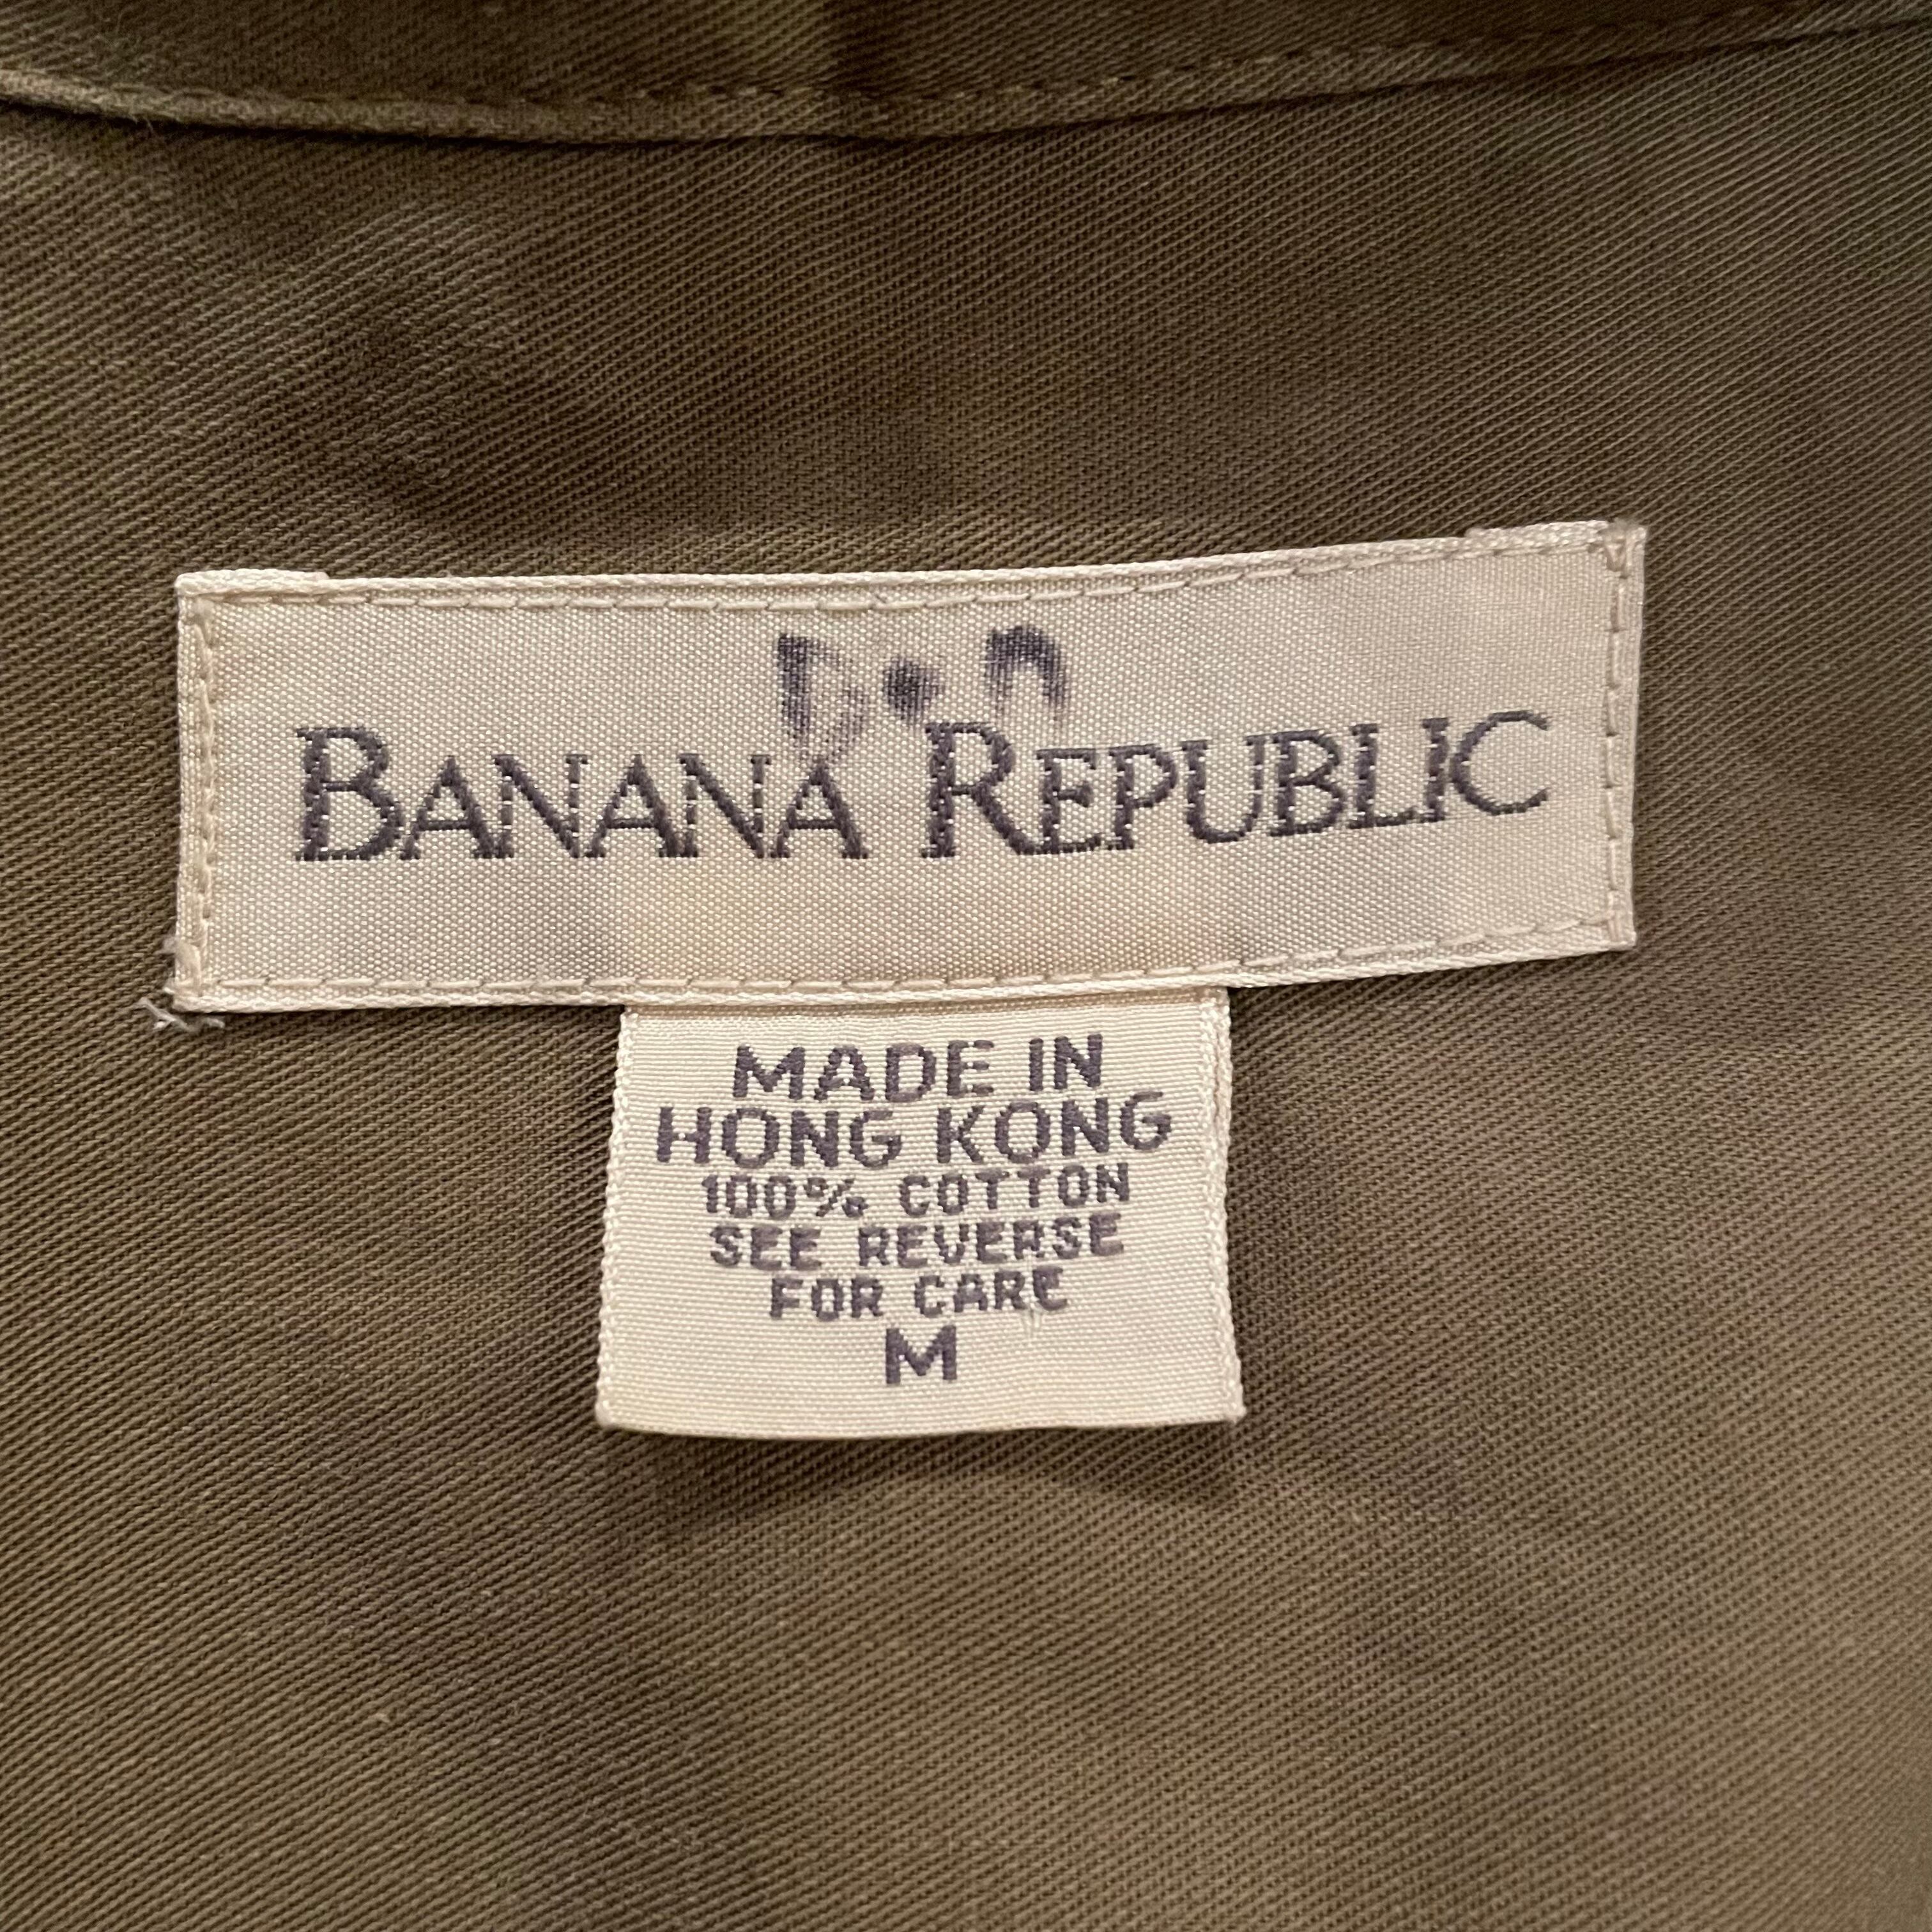 BANANA REPUBLIC
MADE IN
HONG KONG
100% COTTON
SEE REVERSE
FOR CARE
M